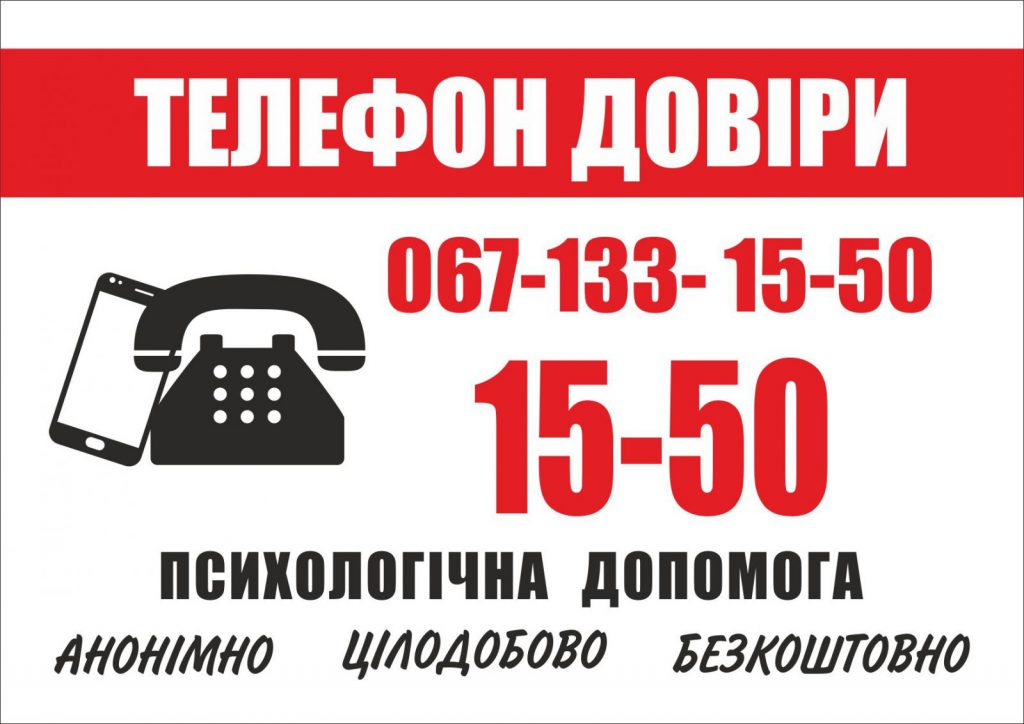 ТЕЛЕФОН ДОВІРИ
067-133- 15-50
15-50
ПСИХОЛОГІЧНА ДОПОМОГА
АНОНІМНО ЦІЛОДОБОВО БЕЗКОШТОВНО